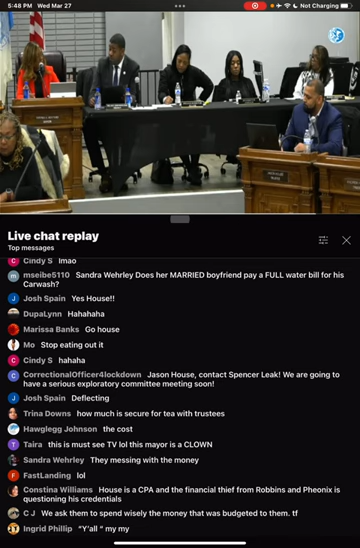 5:48 PM Wed Mar 27
Not Charging
Live chat replay
Top messages
Cindy S lmao
mseibe5110 Sandra Wehrley Does her MARRIED boyfriend pay a FULL water bill for his
Carwash?
Josh Spain Yes House!!
DupaLynn Hahahaha
Marissa Banks Go house
Mo Stop eating out it
Cindy S hahaha
CorrectionalOfficer4lockdown Jason House, contact Spencer Leak! We are going to
have a serious exploratory committee meeting soon!
Josh Spain Deflecting
Trina Downs how much is secure for tea with trustees
Hawglegg Johnson the cost
Taira this is must see TV lol this mayor is a CLOWN
Sandra Wehrley They messing with the money
FastLanding lol
Constina Williams House is a CPA and the financial thief from Robbins and Pheonix is
questioning his credentials
C J We ask them to spend wisely the money that was budgeted to them. tf
Ingrid Phillip "Y'all " my my